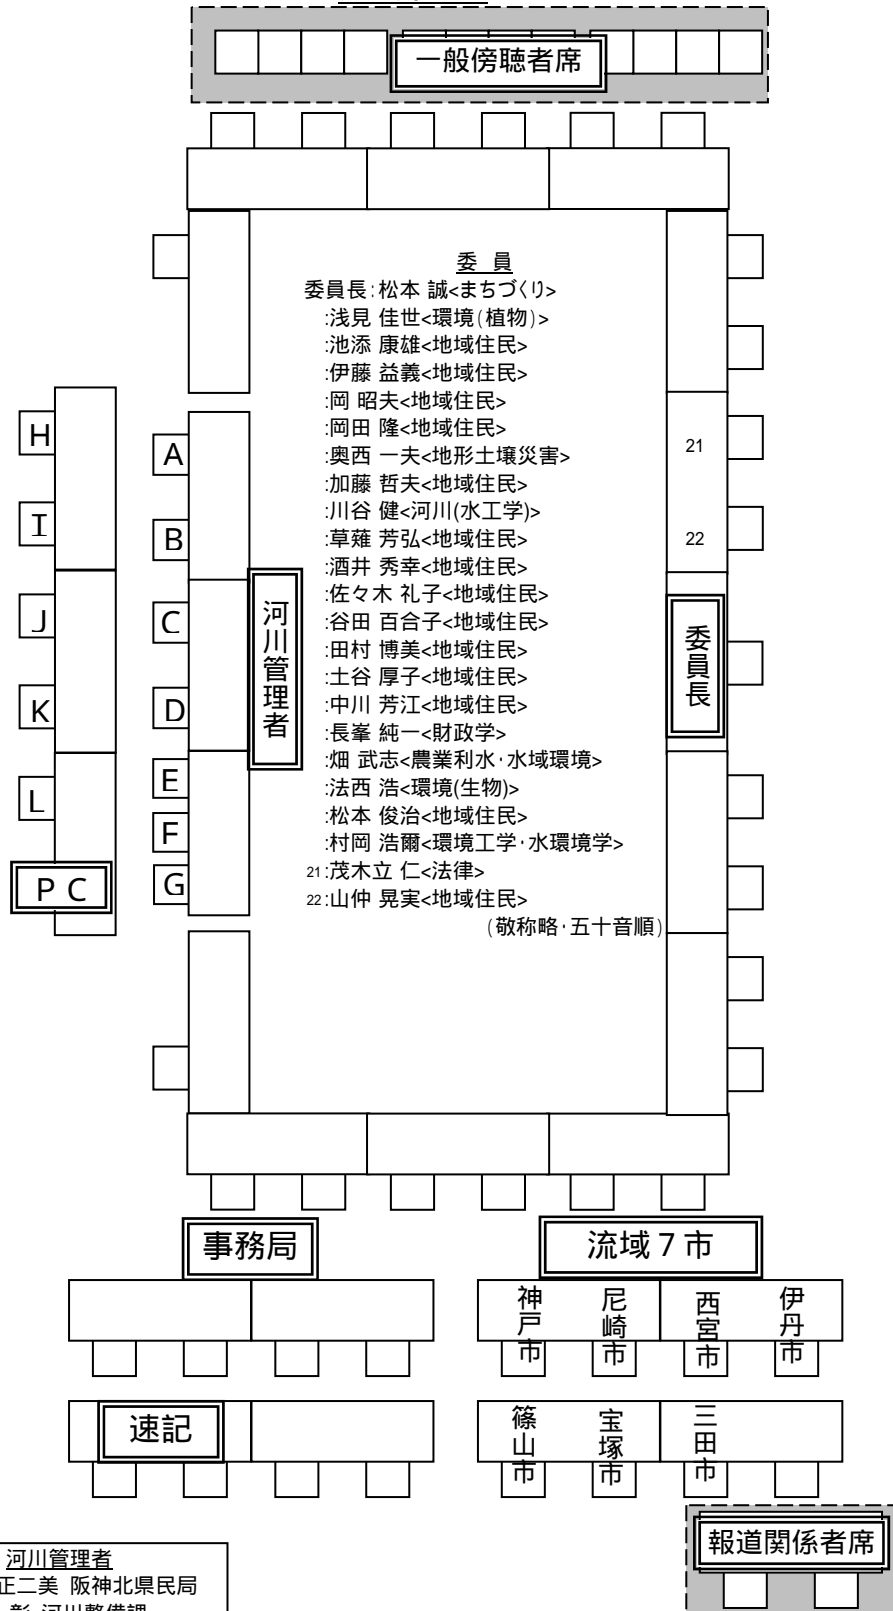 一般傍聴者席
委 員
委員長:松本 誠<まちづくり>
:浅見 佳世<環境(植物)>
:池添 康雄<地域住民>
:伊藤 益義<地域住民>
:岡 昭夫<地域住民>
:岡田 隆<地域住民>
:奥西 一夫<地形土壌災害>
:加藤 哲夫<地域住民>
:川谷 健<河川(水工学)>
:草薙 芳弘<地域住民>
:酒井 秀幸<地域住民>
:佐々木 礼子<地域住民>
:谷田 百合子<地域住民>
:田村 博美<地域住民>
:土谷 厚子<地域住民>
:中川 芳江<地域住民>
:長峯 純一<財政学>
:畑 武志<農業利水・水域環境>
:法西 浩<環境(生物)>
:松本 俊治<地域住民>
:村岡 浩爾<環境工学・水環境学>
21:茂木立 仁<法律>
22:山仲 晃実<地域住民>
(敬称略・五十音順)
H
I
J
K
L
PC
A
B
C
D
E
F
G
河川管理者
21
22
委員長
事務局
流域7市
神戸市
尼崎市
西宮市
伊丹市
速記
篠山市
宝塚市
三田市
報道関係者席
河川管理者
正二美 阪神北県民局
彰 河川整備課